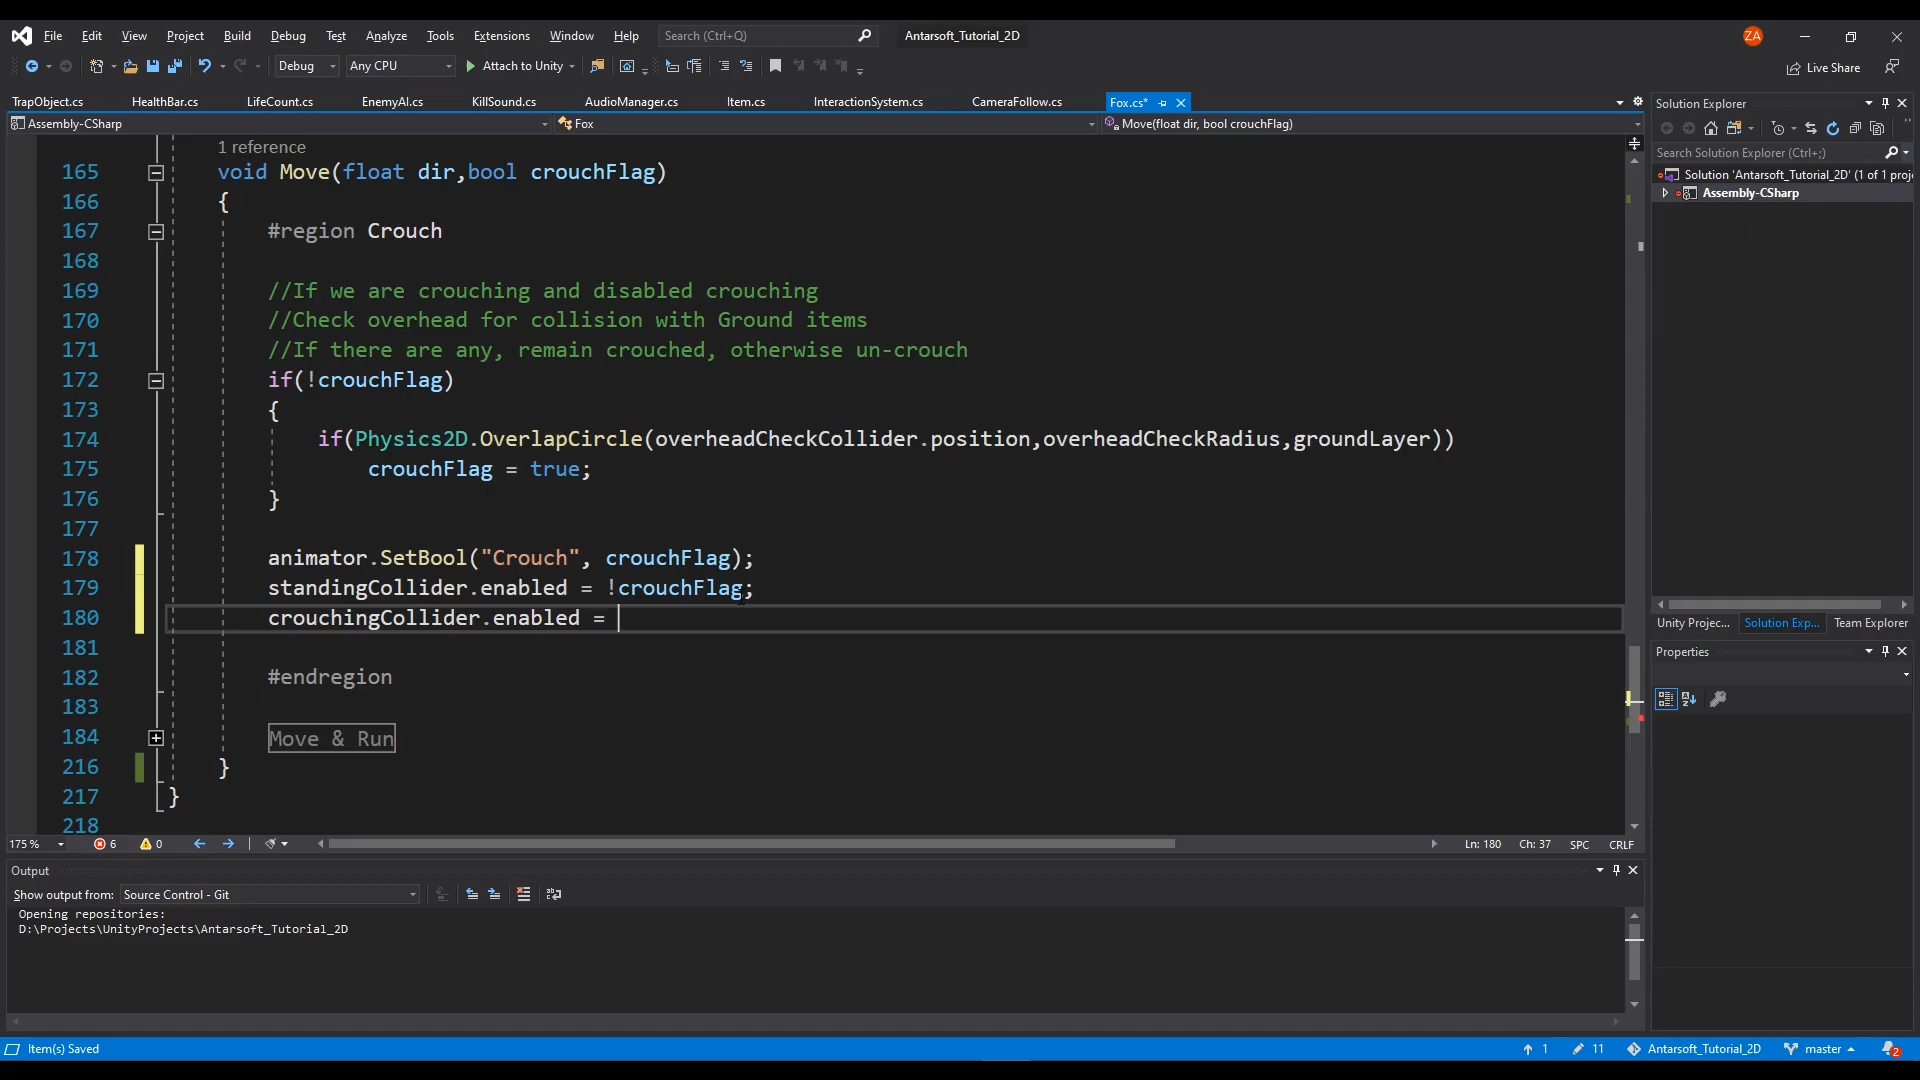 File Edit View Project Build Debug Test Analyze Tools Extensions Window Help Search (Ctrl+Q) Antarsoft_Tutorial_2D ZA
Debug Any CPU Attach to Unity Live Share
TrapObject.cs HealthBar.cs LifeCount.cs EnemyAI.cs KillSound.cs AudioManager.cs Item.cs InteractionSystem.cs CameraFollow.cs Fox.cs*
Assembly-CSharp Fox Move(float dir, bool crouchFlag)
1 reference
165 void Move(float dir,bool crouchFlag)
166 {
167 #region Crouch
168
169 //If we are crouching and disabled crouching
170 //Check overhead for collision with Ground items
171 //If there are any, remain crouched, otherwise un-crouch
172 if(!crouchFlag)
173 {
174 if(Physics2D.OverlapCircle(overheadCheckCollider.position,overheadCheckRadius,groundLayer))
175 crouchFlag = true;
176 }
177
178 animator.SetBool("Crouch", crouchFlag);
179 standingCollider.enabled = !crouchFlag;
180 crouchingCollider.enabled =
181
182 #endregion
183
184 Move & Run
216 }
217 }
218
175 % 6 0 Ln: 180 Ch: 37 SPC CRLF
Output
Show output from: Source Control - Git
Opening repositories:
D:\Projects\UnityProjects\Antarsoft_Tutorial_2D
Solution Explorer
Search Solution Explorer (Ctrl+;)
Solution 'Antarsoft_Tutorial_2D' (1 of 1 proj
Assembly-CSharp
Unity Projec... Solution Exp... Team Explorer
Properties
Item(s) Saved 1 11 Antarsoft_Tutorial_2D master 2